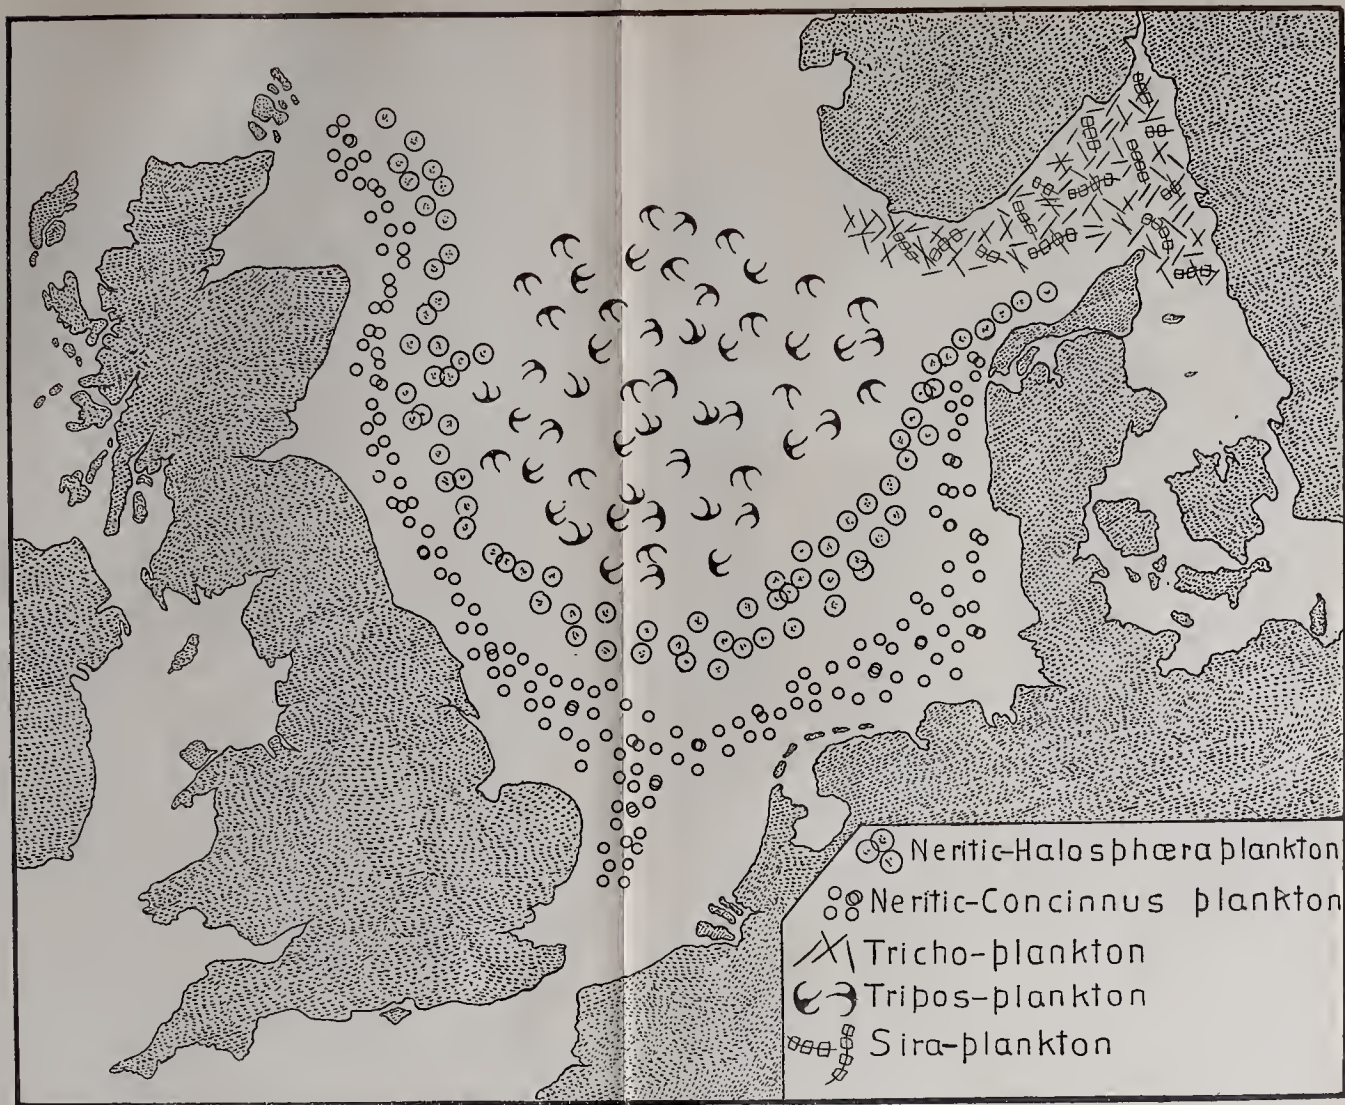 Neritic-Halosphæra plankton
Neritic-Concinnus plankton
Tricho-plankton
Tripos-plankton
Sira-plankton